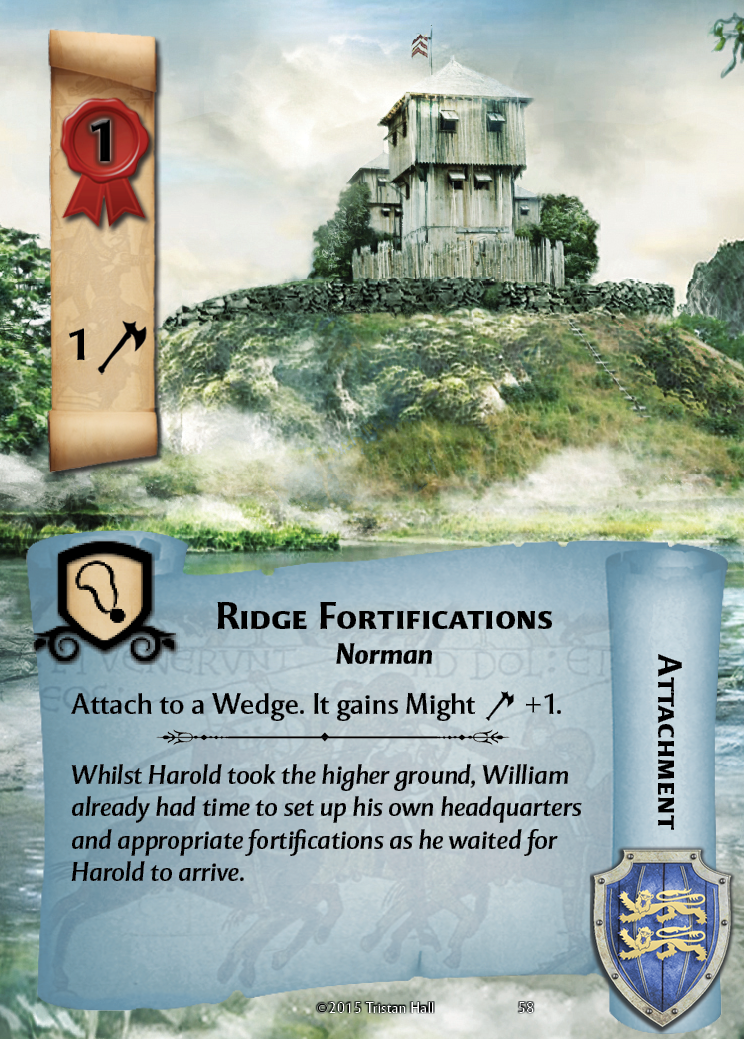 1
1
Ridge Fortifications
Norman
Attach to a Wedge. It gains Might +1.
Whilst Harold took the higher ground, William
already had time to set up his own headquarters
and appropriate fortifications as he waited for
Harold to arrive.
Attachment
©2015 Tristan Hall
58